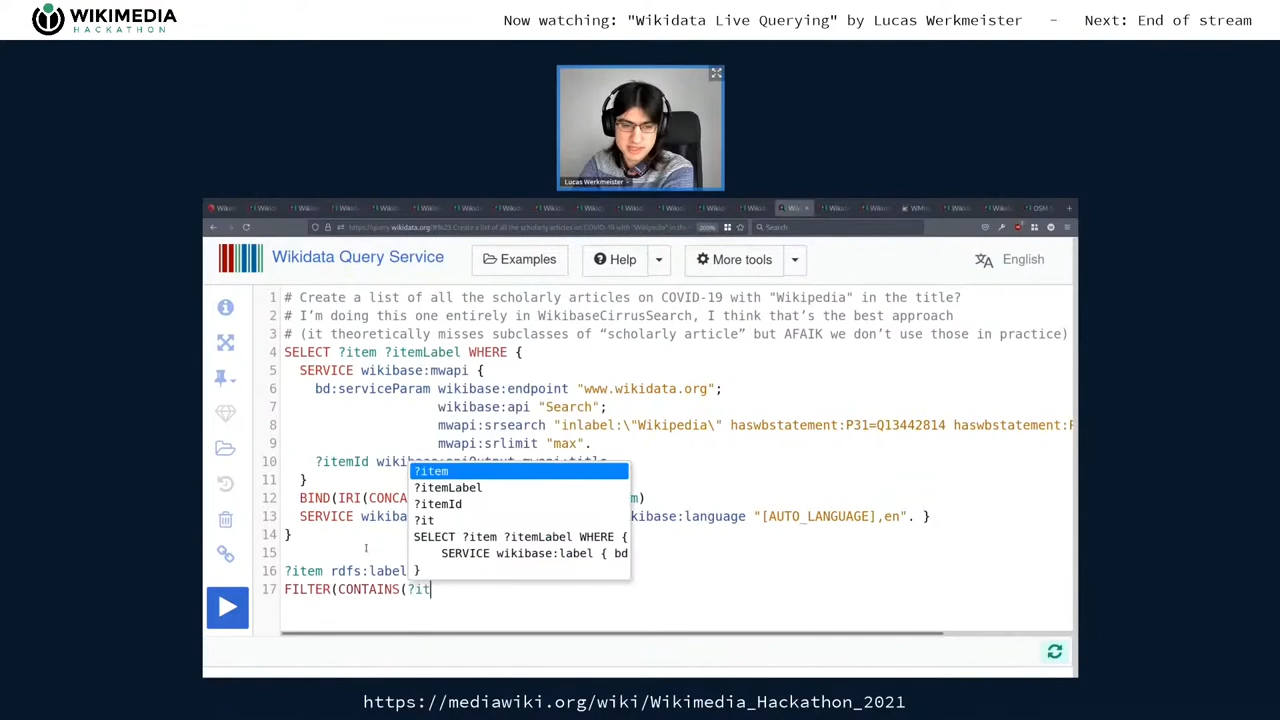 WIKIMEDIA
HACKATHON
Now watching: "Wikidata Live Querying" by Lucas Werkmeister - Next: End of stream
Lucas Werkmeister
Search
Wikidata Query Service
Examples
Help
More tools
English
1 # Create a list of all the scholarly articles on COVID-19 with "Wikipedia" in the title?
2 # I'm doing this one entirely in WikibaseCirrusSearch, I think that's the best approach
3 # (it theoretically misses subclasses of “scholarly article” but AFAIK we don't use those in practice)
4 SELECT ?item ?itemLabel WHERE {
5 SERVICE wikibase:mwapi {
6 bd:serviceParam wikibase:endpoint "www.wikidata.org";
7 wikibase:api "Search";
8 mwapi:srsearch "inlabel:\"Wikipedia\" haswbstatement:P31=Q13442814 haswbstatement:P
9 mwapi:srlimit "max".
10 ?itemId wikibase:apiOutput mwapi:title.
11 }
12 BIND(IRI(CONCA m)
13 SERVICE wikiba kibase:language "[AUTO_LANGUAGE],en". }
14 }
15
16 ?item rdfs:label
17 FILTER(CONTAINS(?it
?item
?itemLabel
?itemId
?it
SELECT ?item ?itemLabel WHERE {
SERVICE wikibase:label { bd
}
https://mediawiki.org/wiki/Wikimedia_Hackathon_2021